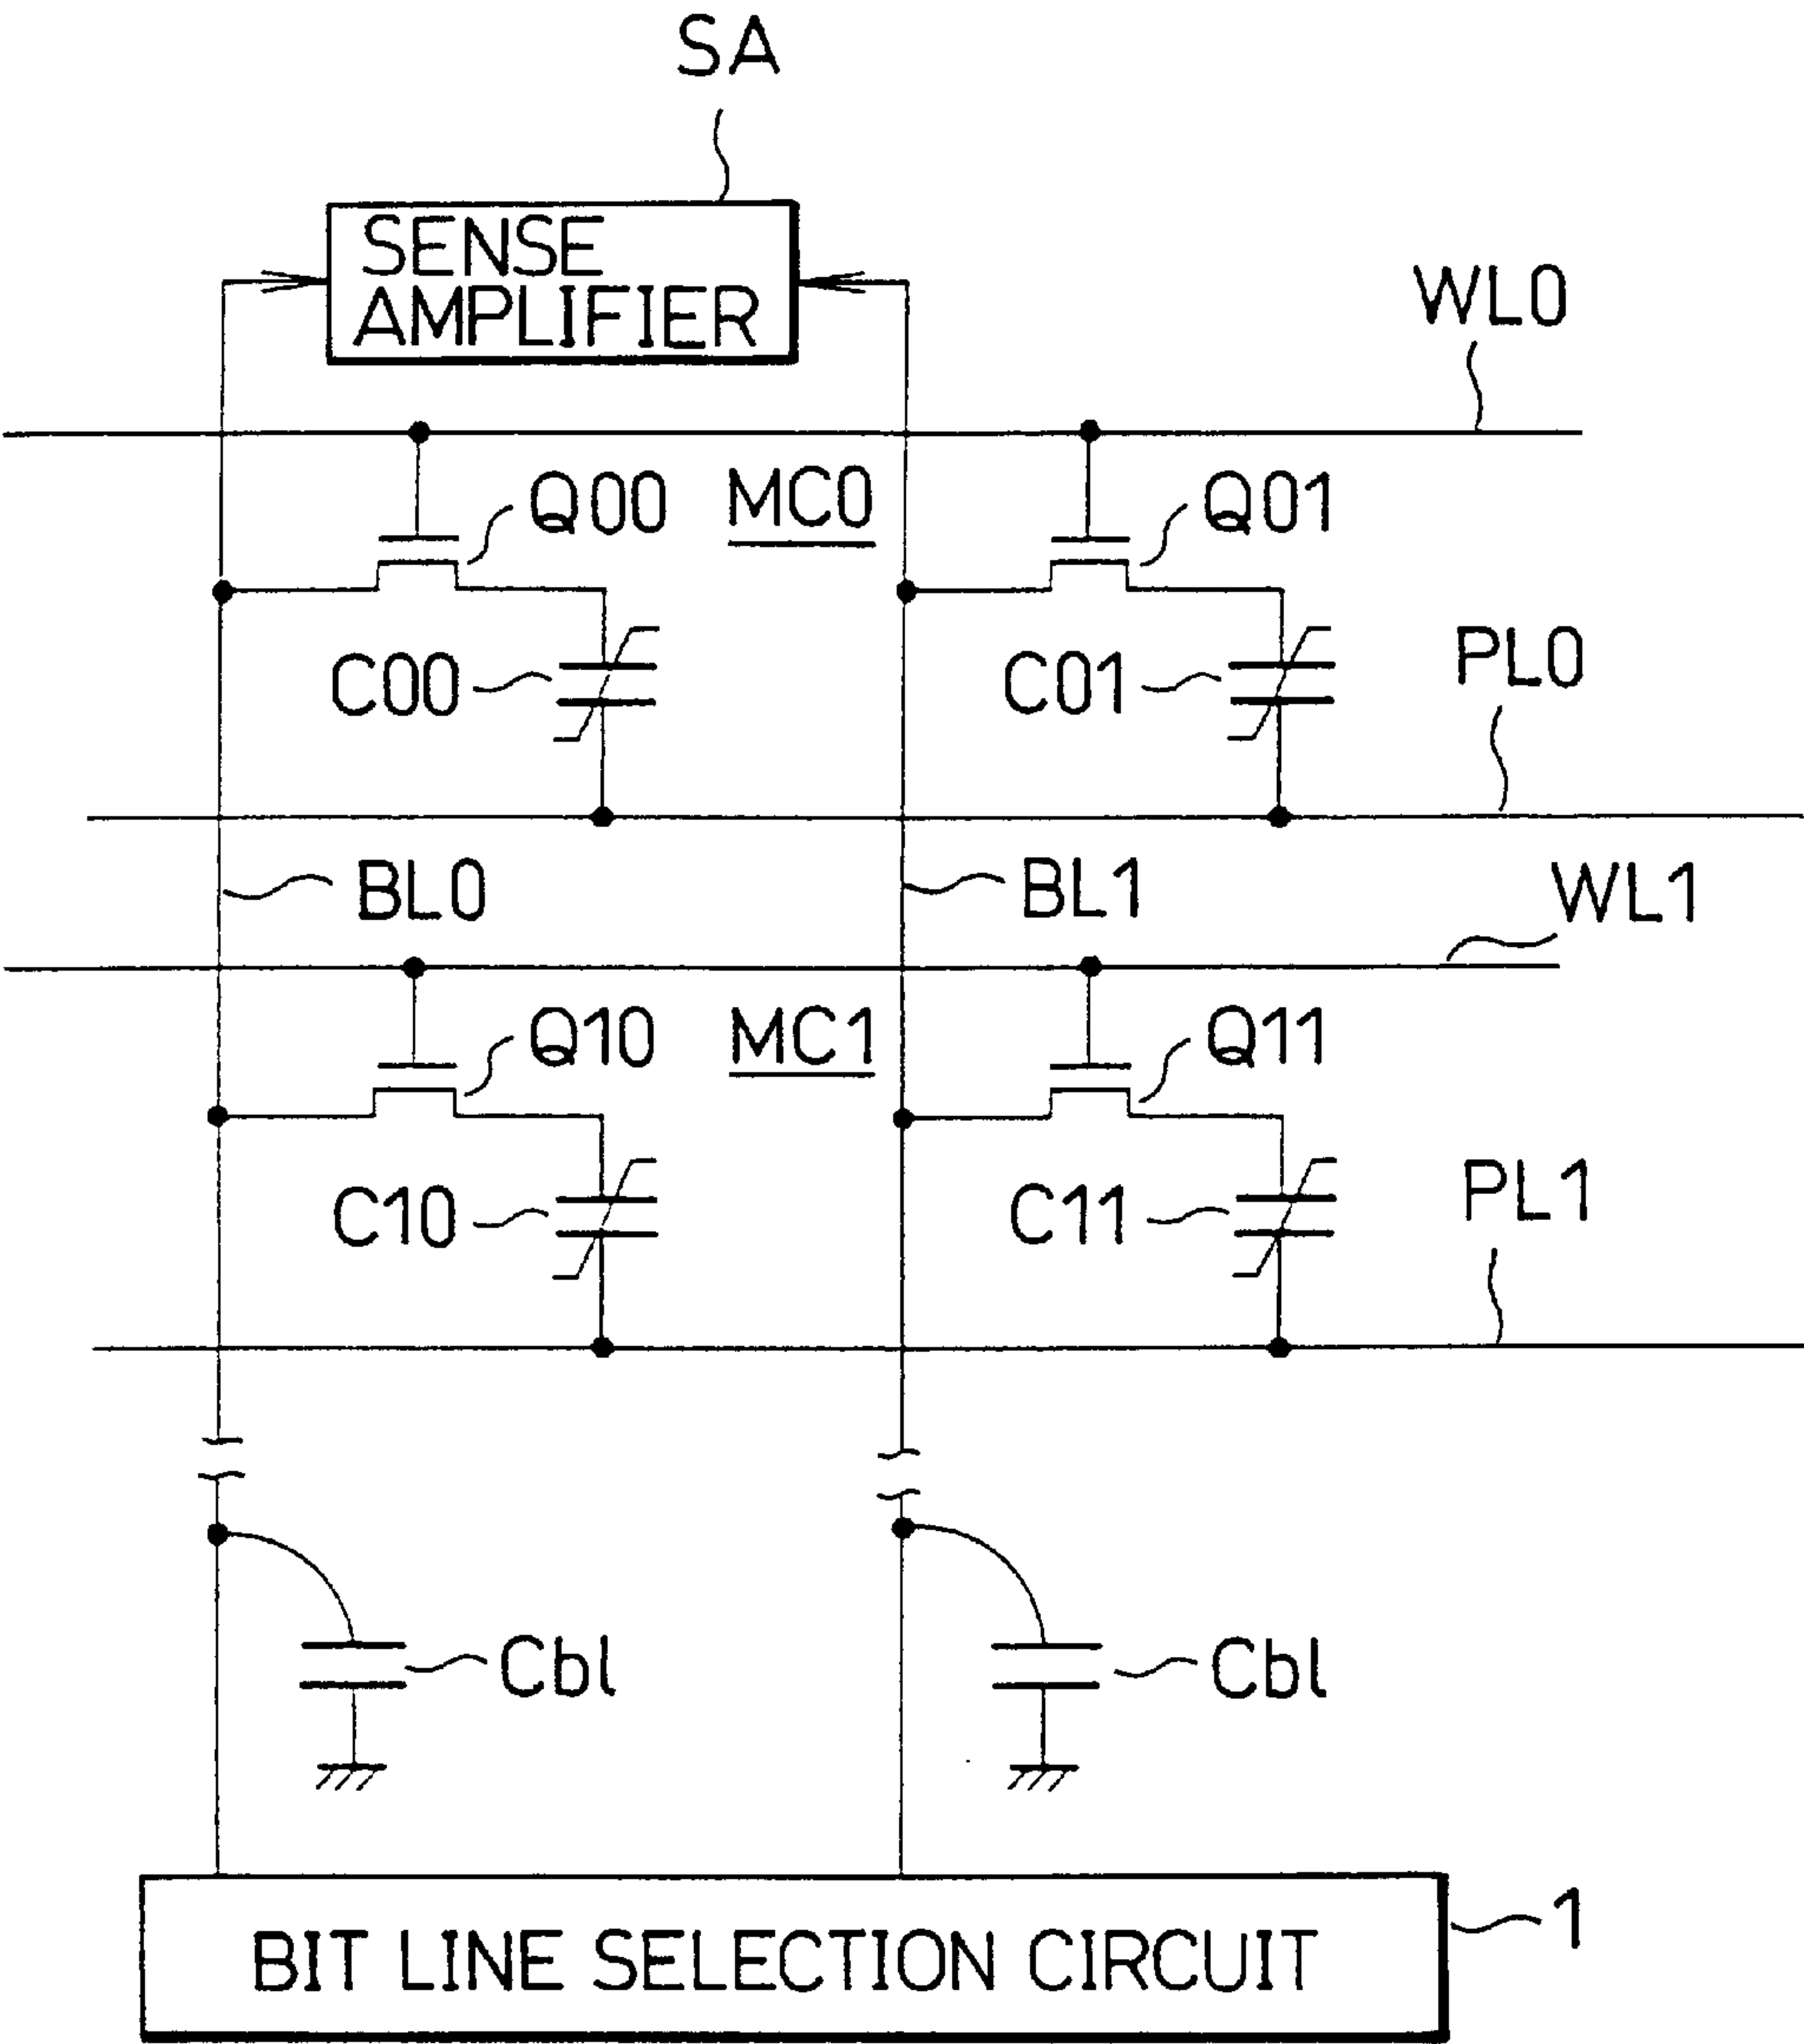 SA
SENSE
AMPLIFIER
WL0
Q00
MC0
Q01
C00
C01
PL0
BL0
BL1
WL1
Q10
MC1
Q11
C10
C11
PL1
Cbl
Cbl
1
BIT LINE SELECTION CIRCUIT